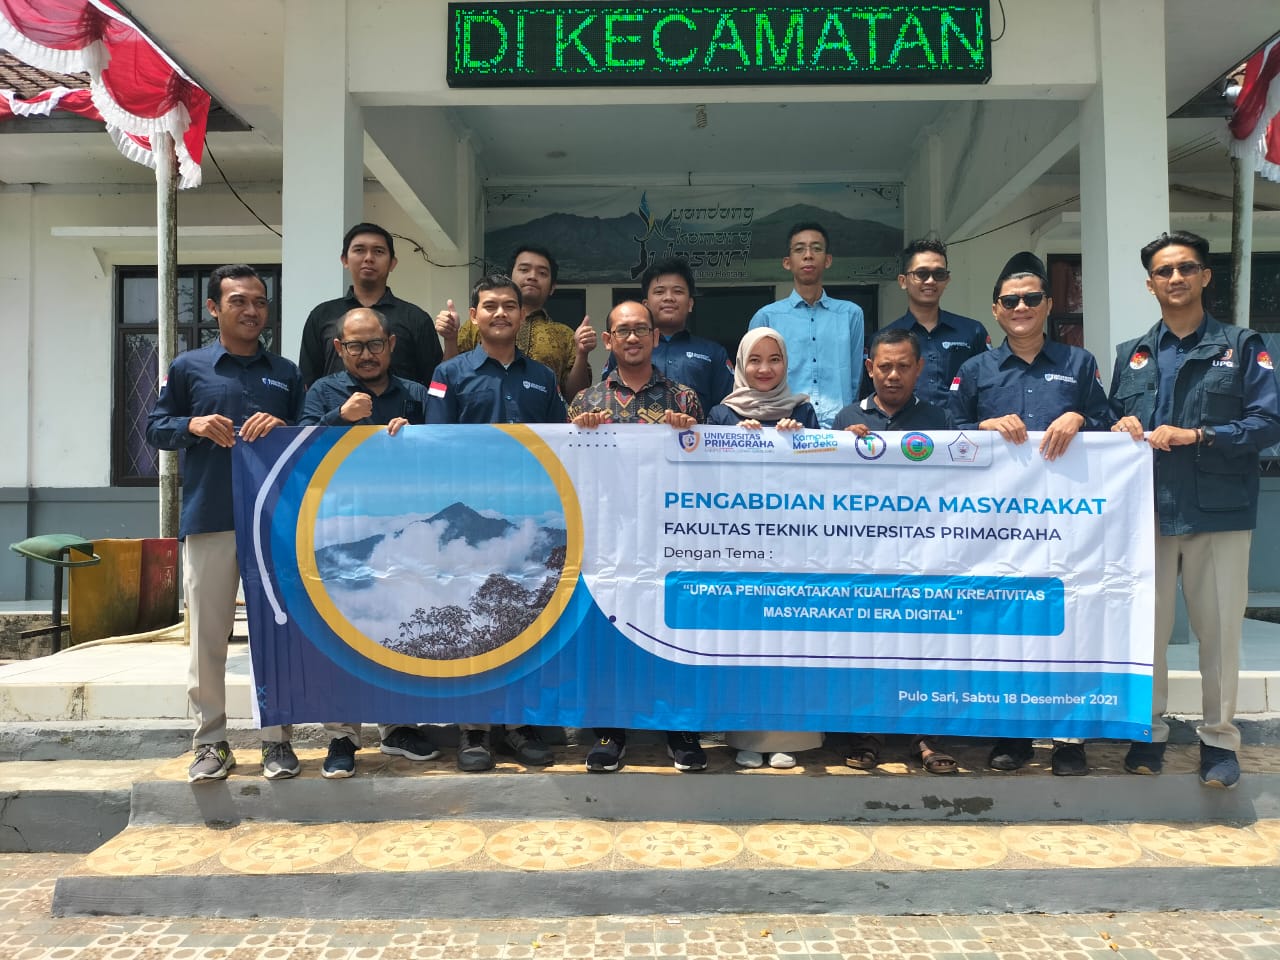 DI KECAMATAN
UNIVERSITAS
PRIMAGRAHA
Kampus
Merdeka
PENGABDIAN KEPADA MASYARAKAT
FAKULTAS TEKNIK UNIVERSITAS PRIMAGRAHA
Dengan Tema :
“UPAYA PENINGKATAKAN KUALITAS DAN KREATIVITAS
MASYARAKAT DI ERA DIGITAL"
Pulo Sari, Sabtu 18 Desember 2021
UPG